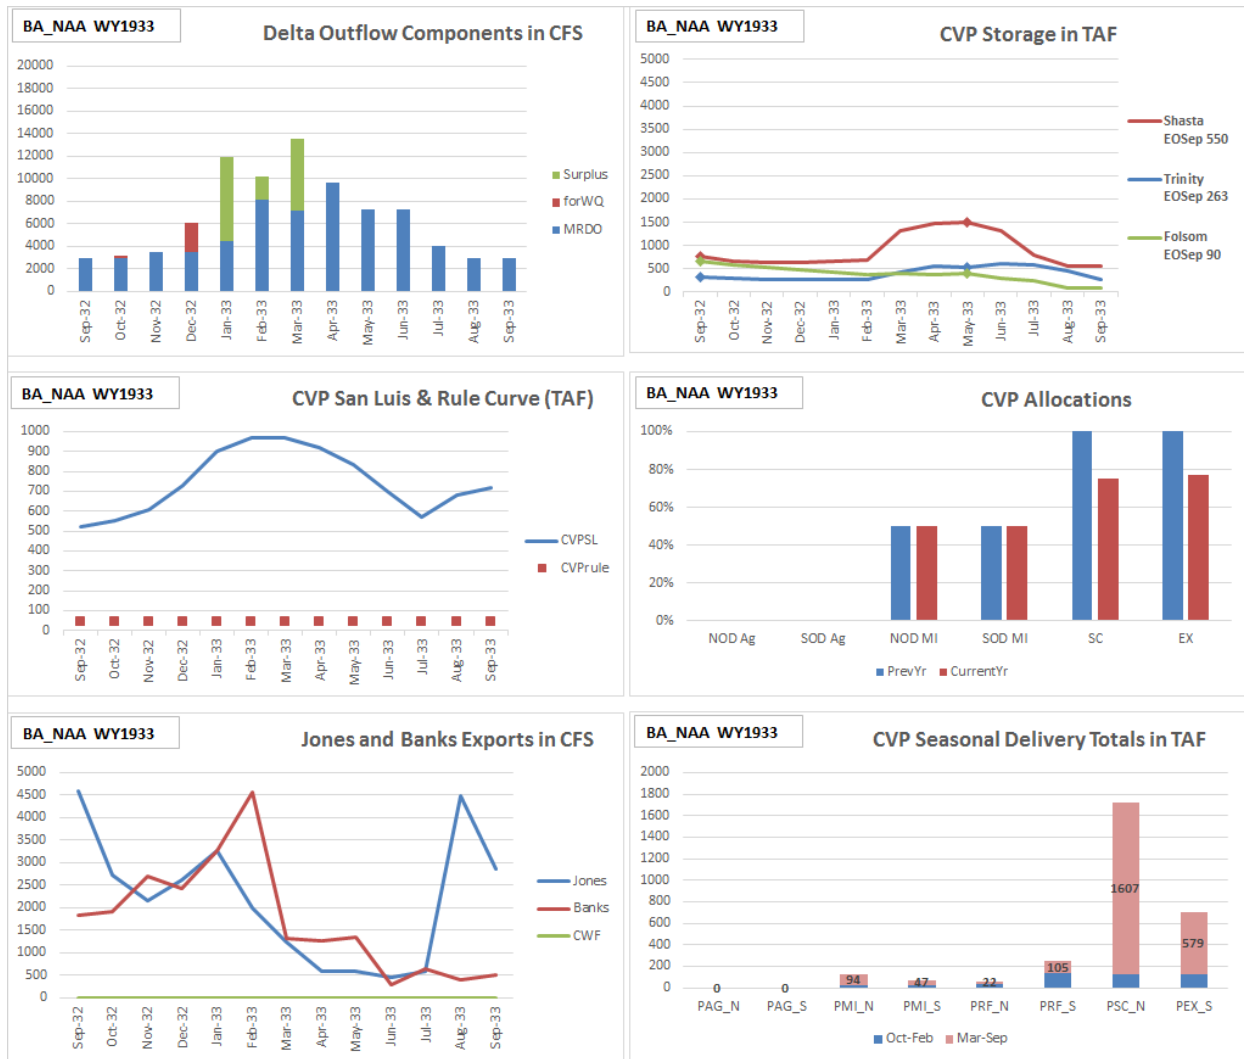 BA_NAA WY1933
Delta Outflow Components in CFS
20000
18000
16000
14000
12000
10000
8000
6000
4000
2000
0
Surplus
forWQ
MRDO
Sep-32
Oct-32
Nov-32
Dec-32
Jan-33
Feb-33
Mar-33
Apr-33
May-33
Jun-33
Jul-33
Aug-33
Sep-33
BA_NAA WY1933
CVP Storage in TAF
5000
4500
4000
3500
3000
2500
2000
1500
1000
500
0
Shasta
EOSep 550
Trinity
EOSep 263
Folsom
EOSep 90
Sep-32
Oct-32
Nov-32
Dec-32
Jan-33
Feb-33
Mar-33
Apr-33
May-33
Jun-33
Jul-33
Aug-33
Sep-33
BA_NAA WY1933
CVP San Luis & Rule Curve (TAF)
1000
900
800
700
600
500
400
300
200
100
0
CVPSL
CVPrule
Sep-32
Oct-32
Nov-32
Dec-32
Jan-33
Feb-33
Mar-33
Apr-33
May-33
Jun-33
Jul-33
Aug-33
Sep-33
BA_NAA WY1933
CVP Allocations
100%
80%
60%
40%
20%
0%
NOD Ag
SOD Ag
NOD MI
SOD MI
SC
EX
PrevYr
CurrentYr
BA_NAA WY1933
Jones and Banks Exports in CFS
5000
4500
4000
3500
3000
2500
2000
1500
1000
500
0
Jones
Banks
CWF
Sep-32
Oct-32
Nov-32
Dec-32
Jan-33
Feb-33
Mar-33
Apr-33
May-33
Jun-33
Jul-33
Aug-33
Sep-33
BA_NAA WY1933
CVP Seasonal Delivery Totals in TAF
2000
1800
1600
1400
1200
1000
800
600
400
200
0
0
0
94
47
22
105
1607
579
PAG_N
PAG_S
PMI_N
PMI_S
PRF_N
PRF_S
PSC_N
PEX_S
Oct-Feb
Mar-Sep